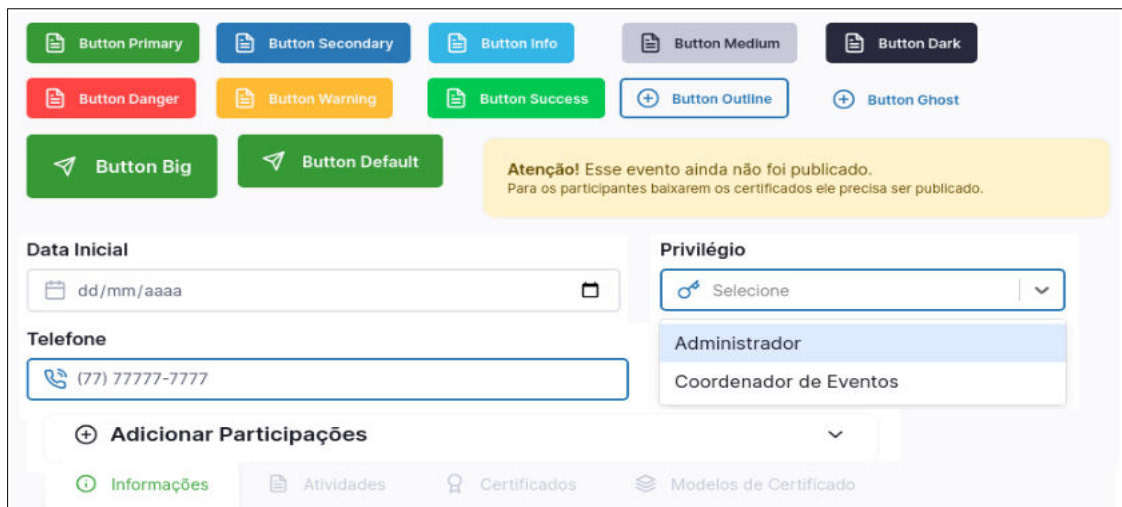 Button Primary
Button Secondary
Button Info
Button Medium
Button Dark
Button Danger
Button Warning
Button Success
Button Outline
Button Ghost
Button Big
Button Default
Atenção! Esse evento ainda não foi publicado.
Para os participantes baixarem os certificados ele precisa ser publicado.
Data Inicial
dd/mm/aaaa
Privilégio
Selecione
Administrador
Coordenador de Eventos
Telefone
(77) 77777-7777
Adicionar Participações
Informações
Atividades
Certificados
Modelos de Certificado